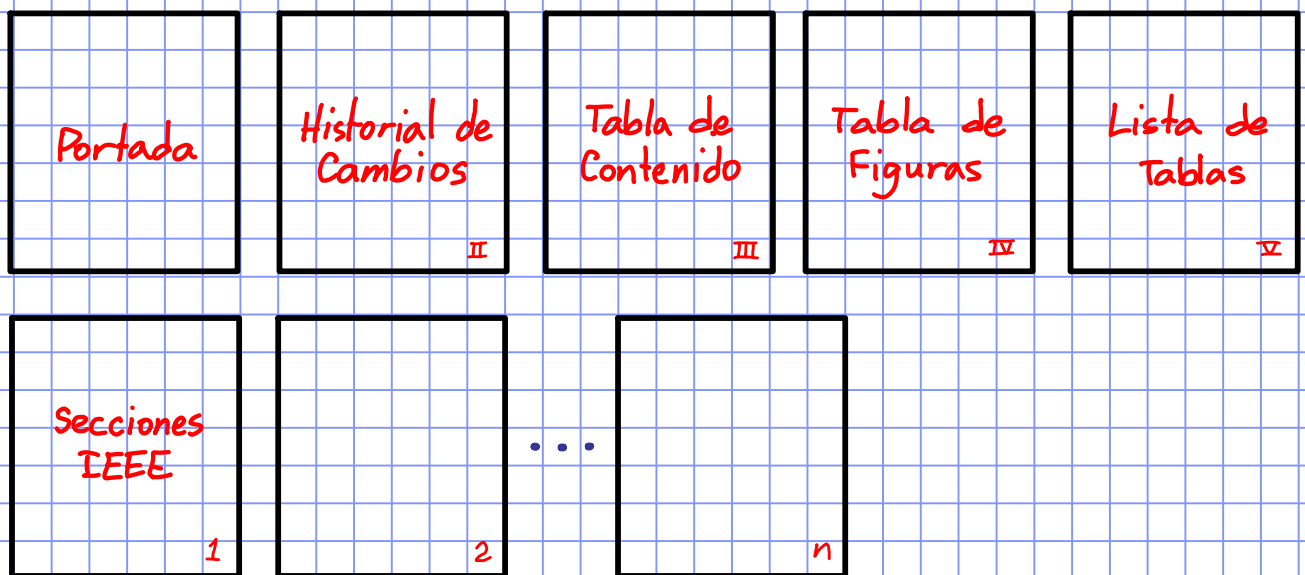 Portada
Historial de
Cambios
II
Tabla de
Contenido
III
Tabla de
Figuras
IV
Lista de
Tablas
V
Secciones
IEEE
1
2
...
n